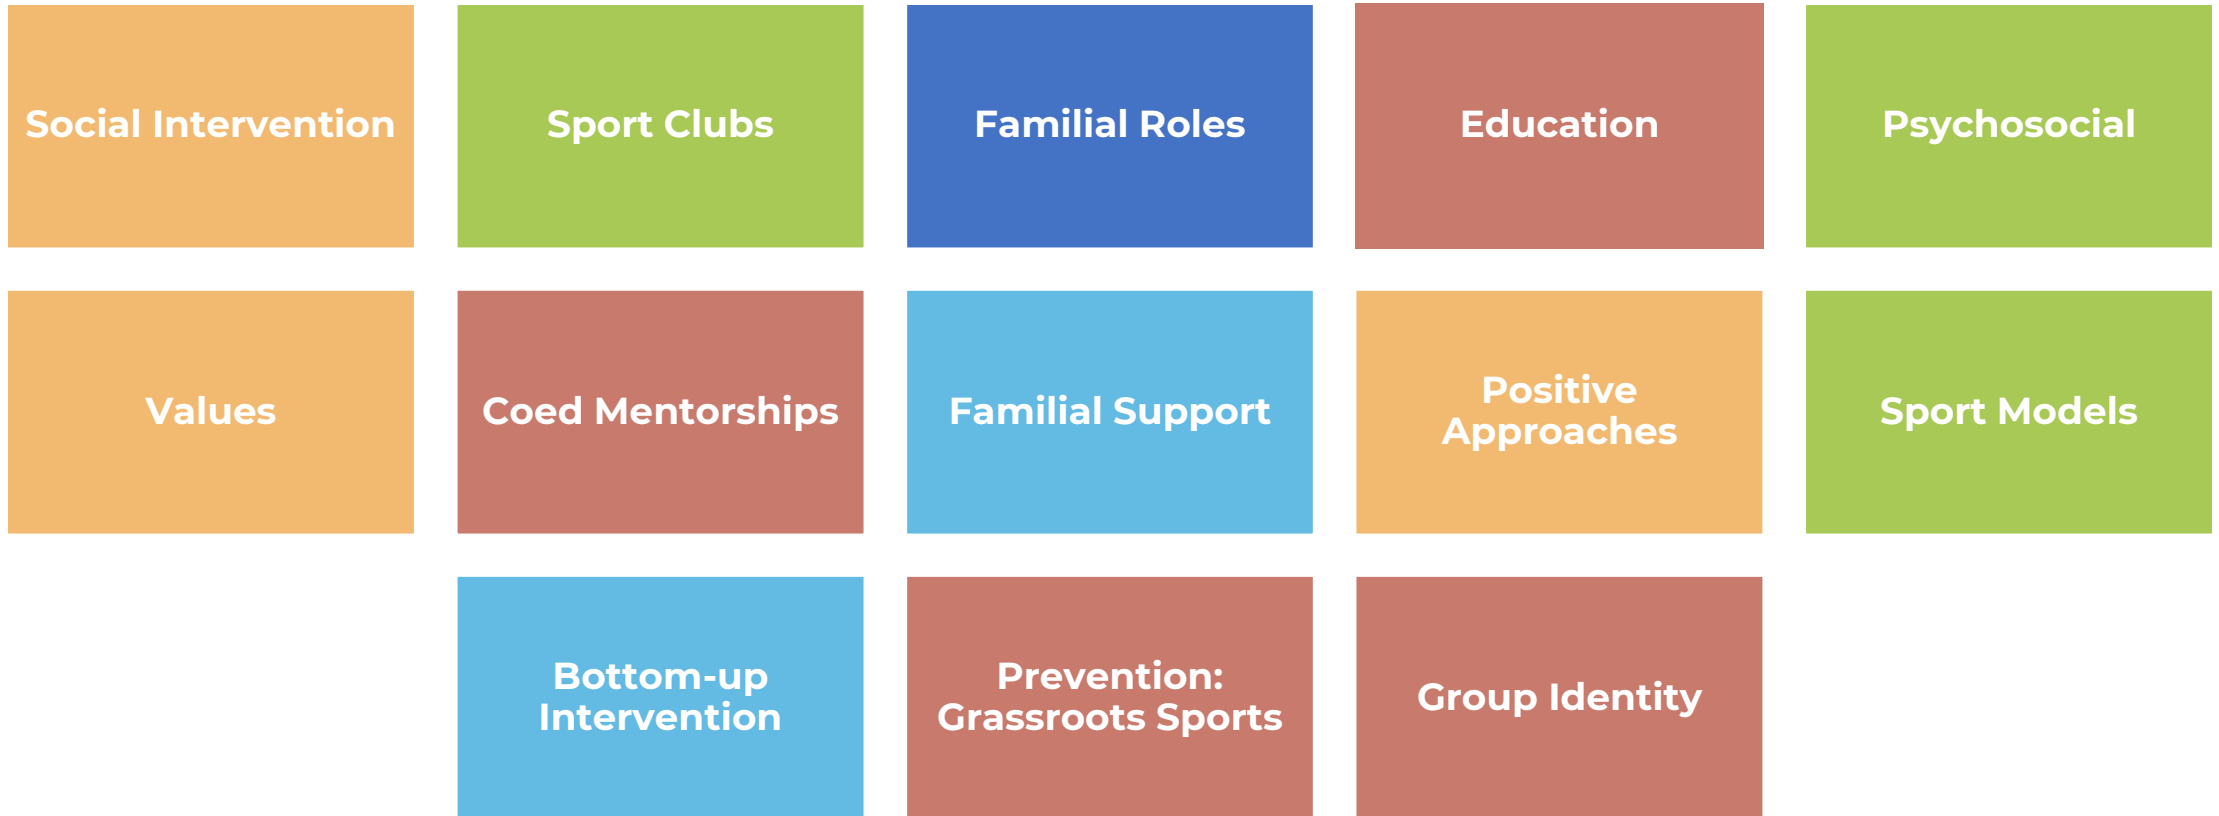 Social Intervention
Sport Clubs
Familial Roles
Education
Psychosocial
Values
Coed Mentorships
Familial Support
Positive
Approaches
Sport Models
Bottom-up
Intervention
Prevention:
Grassroots Sports
Group Identity